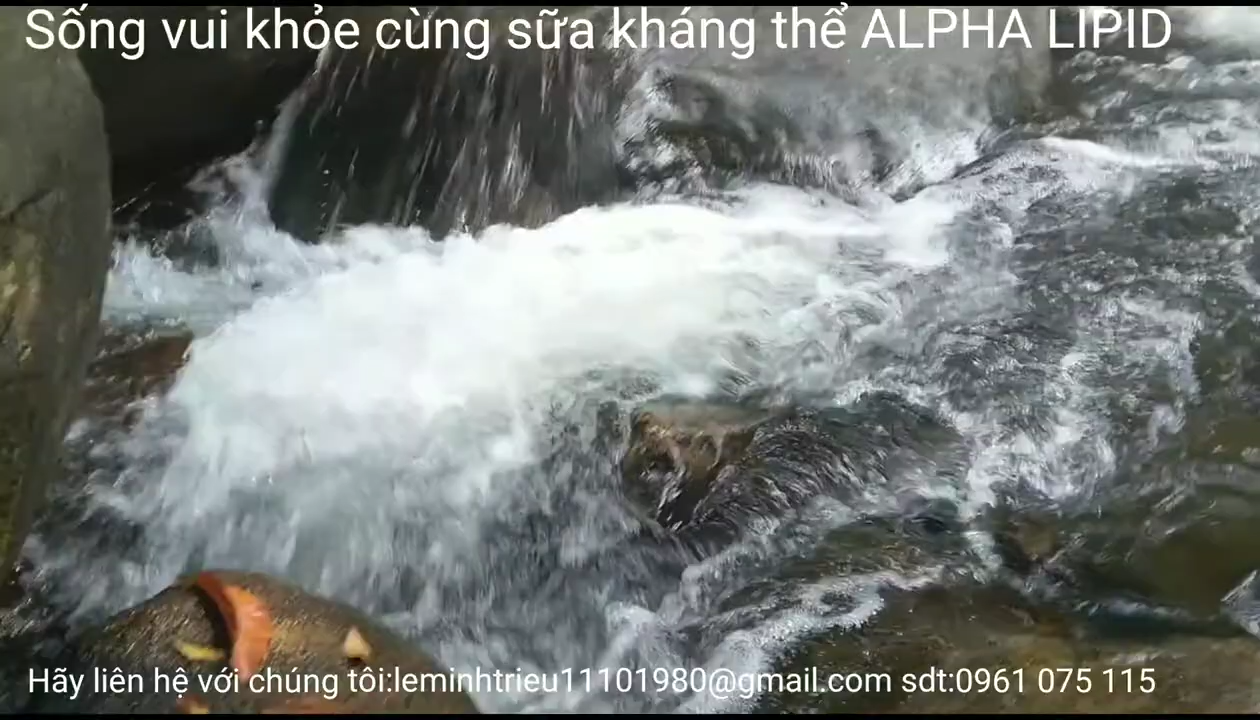 Sống vui khỏe cùng sữa kháng thể ALPHA LIPID
Hãy liên hệ với chúng tôi:leminhtrieu11101980@gmail.com sdt:0961 075 115